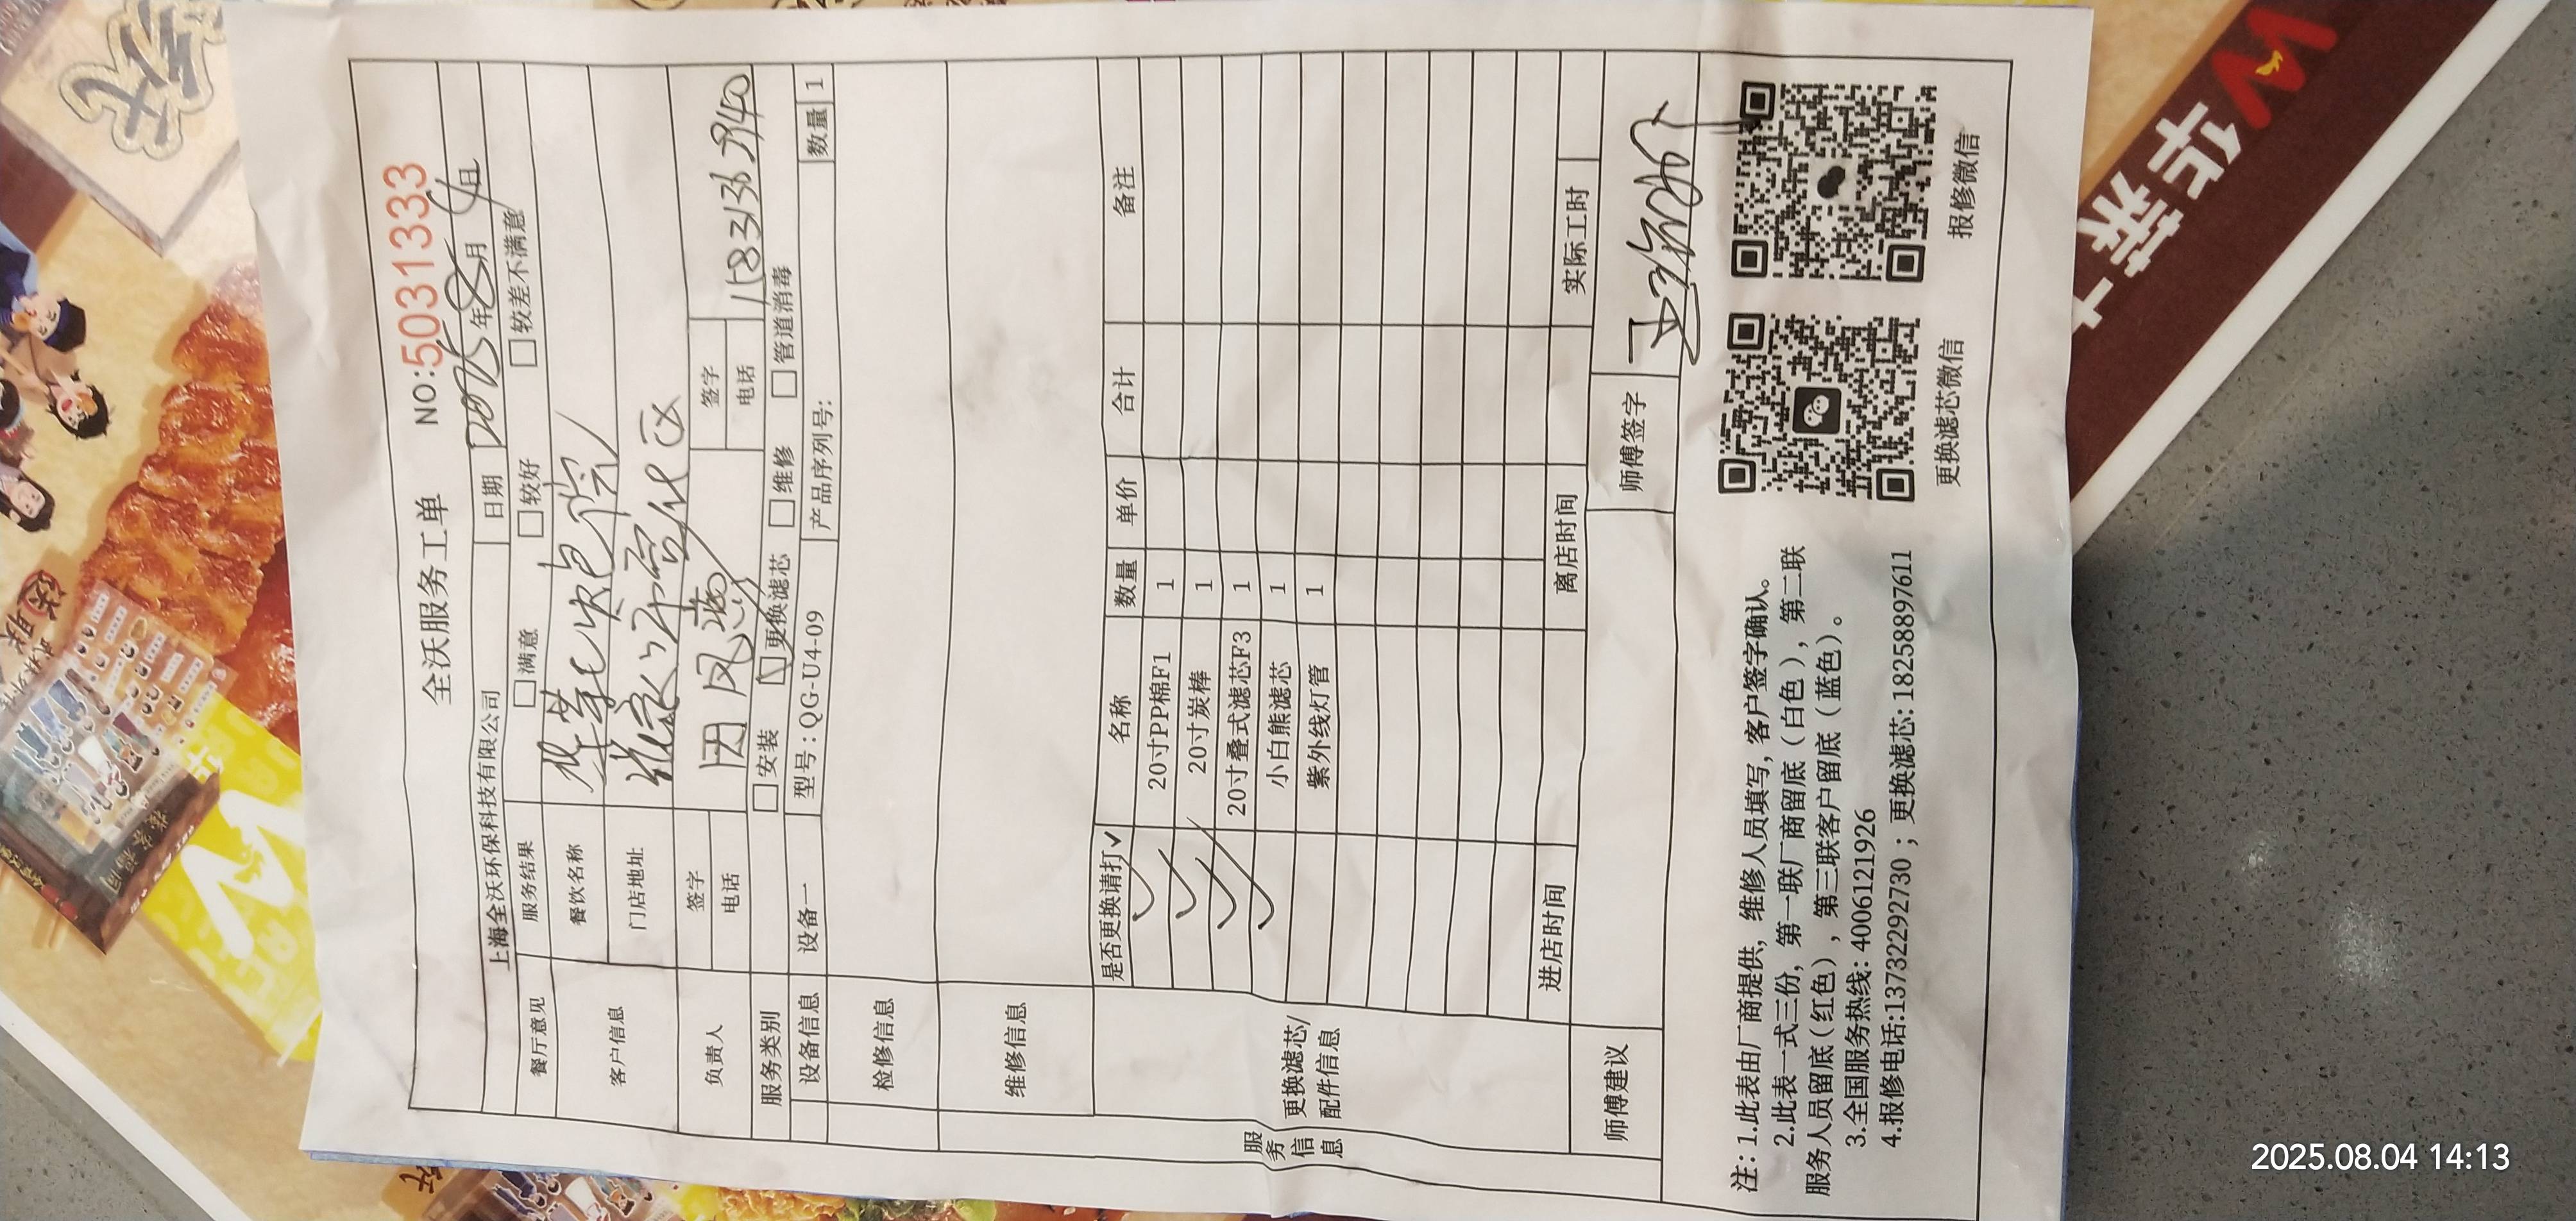 全沃服务工单 NO:5031333
上海全沃环保科技有限公司 日期 2025年8月4日
餐厅意见 服务结果 满意 较好 较差不满意
客户信息 餐饮名称 华莱士
门店地址
负责人 签字 签字
电话 电话
服务类别 安装 更换滤芯 维修 管道消毒
设备信息 设备一 型号:QG-U4-09 产品序列号: 数量 1
检修信息
维修信息
服务信息
更换滤芯/配件信息
是否更换请打✓ 名称 数量 单价 合计 备注
✓ 20寸PP棉F1 1
✓ 20寸炭棒 1
✓ 20寸叠式滤芯F3 1
✓ 小白熊滤芯 1
紫外线灯管 1
进店时间 离店时间 实际工时
师傅建议 师傅签字
注:1.此表由厂商提供,维修人员填写,客户签字确认。
2.此表一式三份,第一联厂商留底(白色),第二联
服务人员留底(红色),第三联客户留底(蓝色)。
3.全国服务热线:4006121926
4.报修电话:13732292730;更换滤芯:18258897611
更换滤芯微信 报修微信
华莱士
2025.08.04 14:13